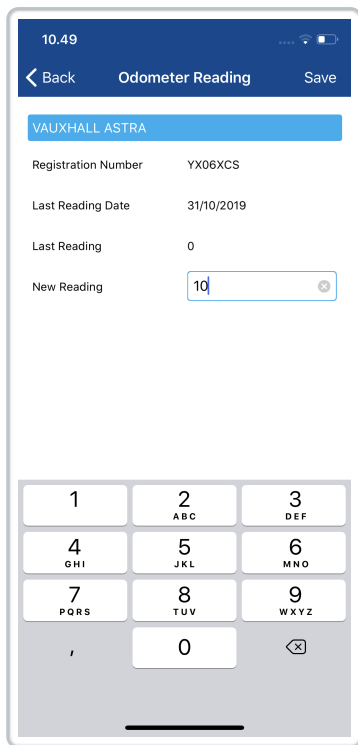 10.49
Back Odometer Reading Save
VAUXHALL ASTRA
Registration Number YX06XCS
Last Reading Date 31/10/2019
Last Reading 0
New Reading 10
1 2 3
ABC DEF
4 5 6
GHI JKL MNO
7 8 9
PQRS TUV WXYZ
, 0